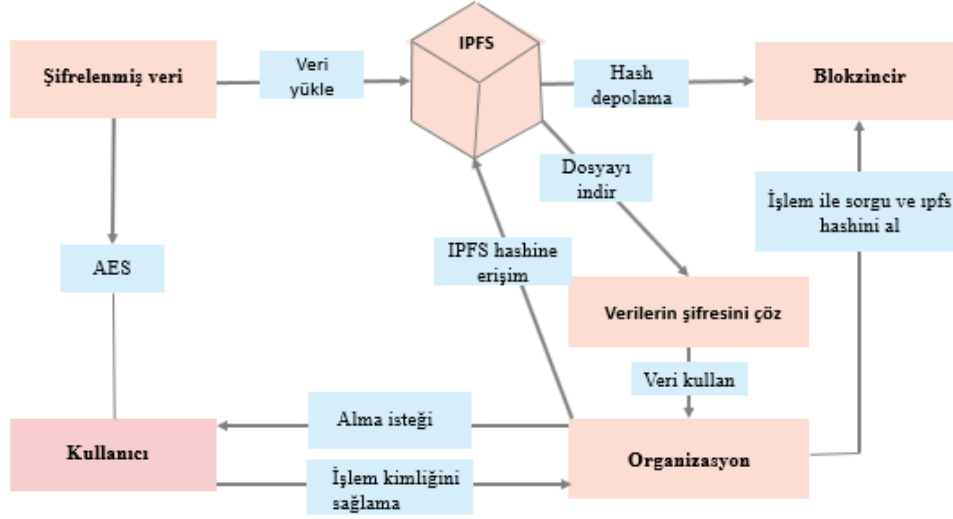 IPFS
Şifrelenmiş veri
Veri
yükle
Hash
depolama
Blokzincir
Dosyayı
indir
İşlem ile sorgu ve ıpfs
hashini al
AES
IPFS hashine
erişim
Verilerin şifresini çöz
Veri kullan
Alma isteği
Kullanıcı
Organizasyon
İşlem kimliğini
sağlama